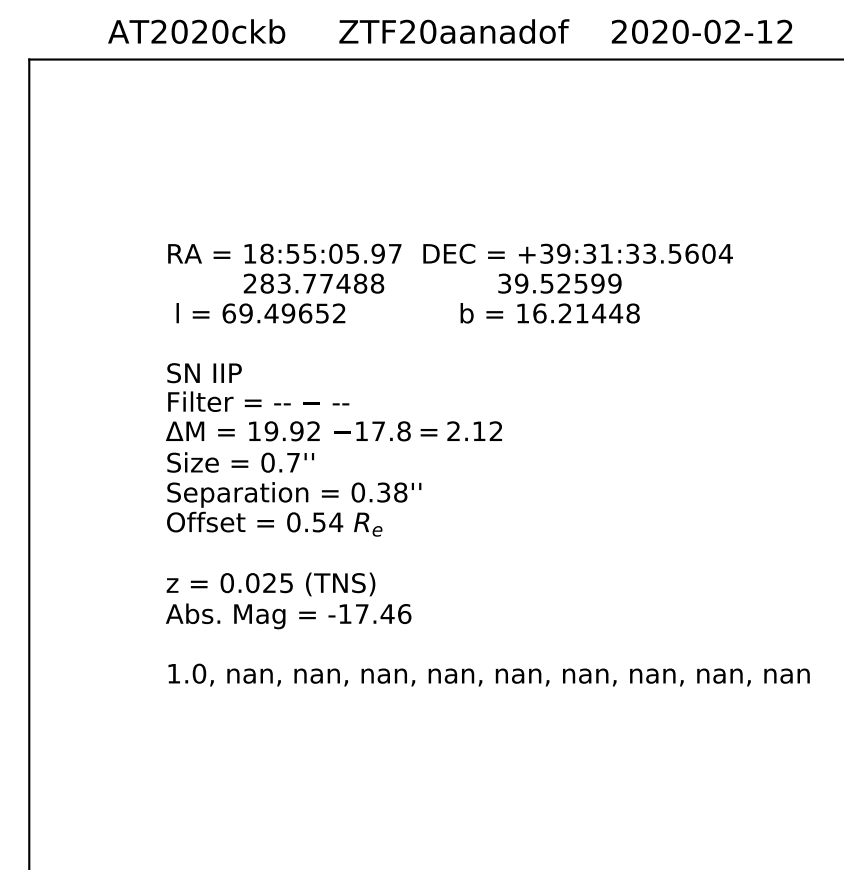 AT2020ckb ZTF20aanadof 2020-02-12
RA = 18:55:05.97 DEC = +39:31:33.5604
283.77488 39.52599
l = 69.49652 b = 16.21448
SN IIP
Filter = -- − --
ΔM = 19.92 −17.8 = 2.12
Size = 0.7''
Separation = 0.38''
Offset = 0.54 Rₑ
z = 0.025 (TNS)
Abs. Mag = -17.46
1.0, nan, nan, nan, nan, nan, nan, nan, nan, nan